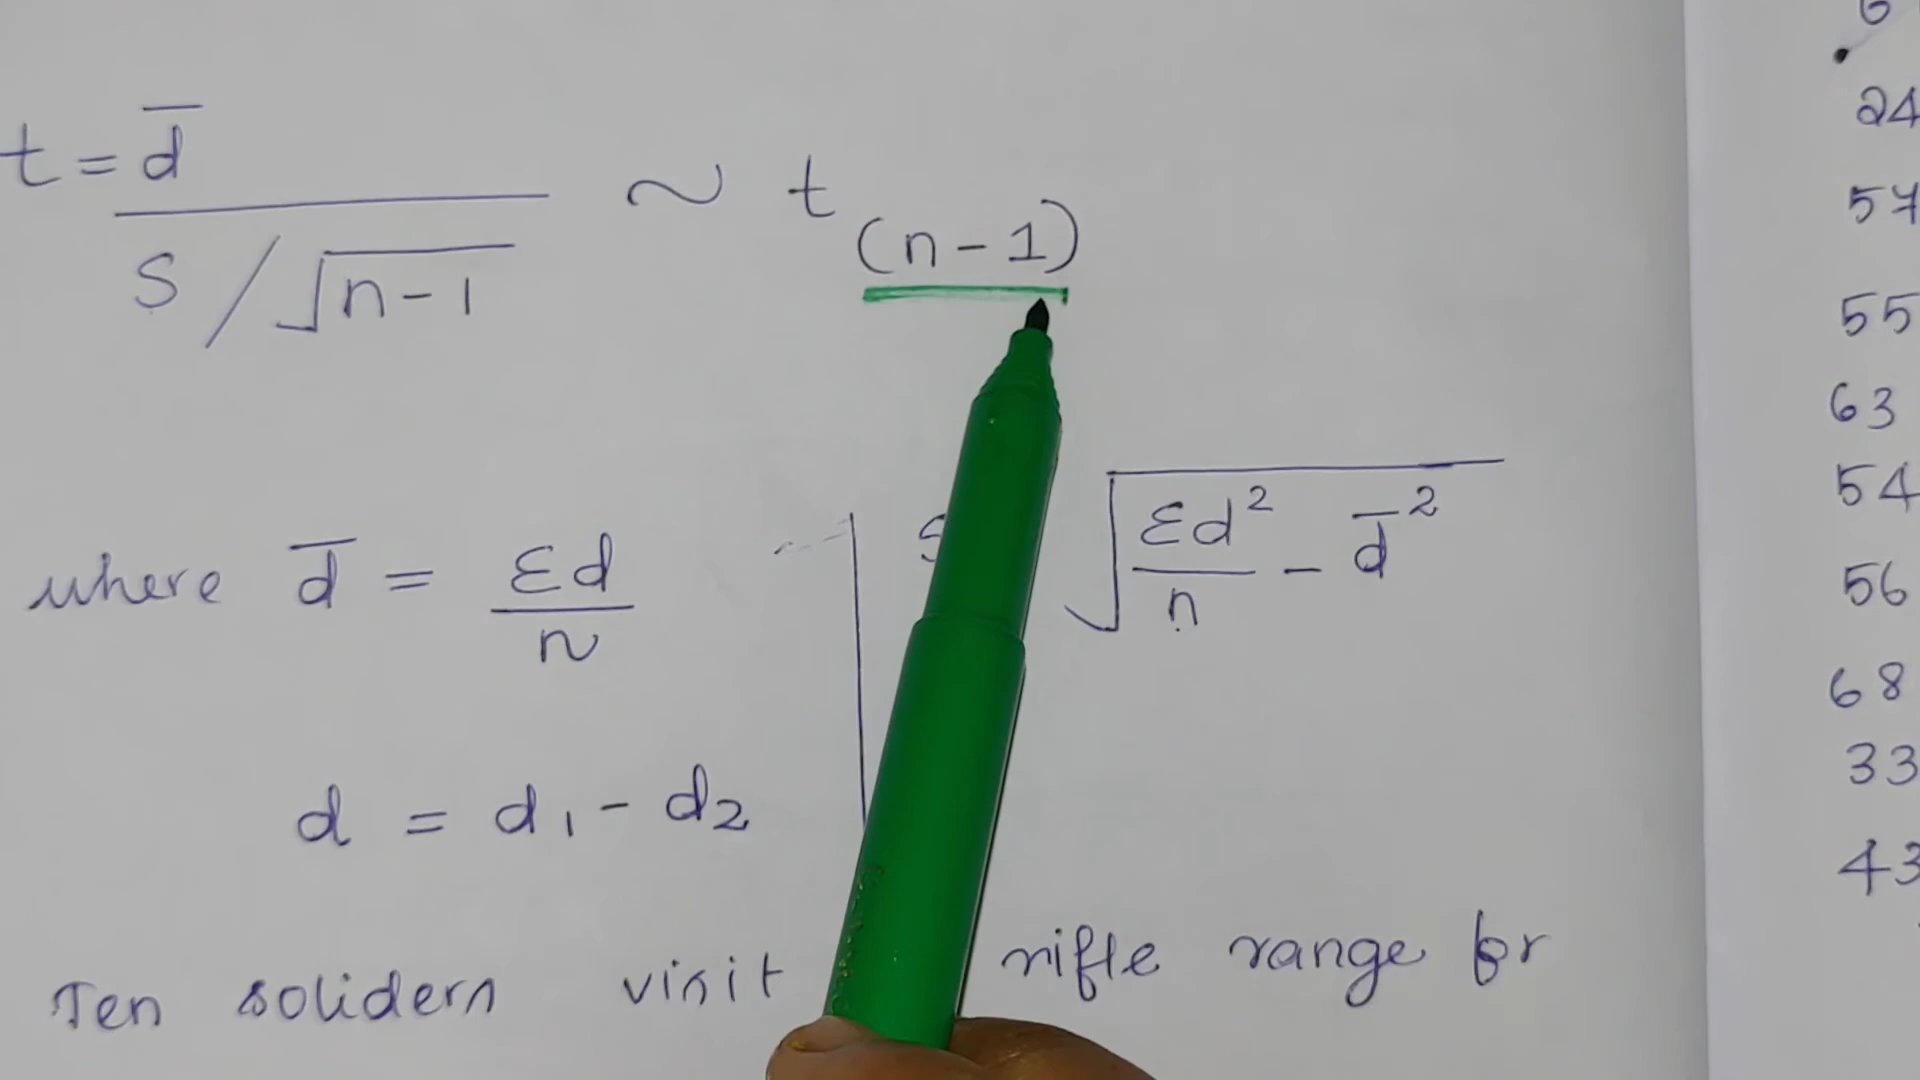 t = d̄ / (S / √(n-1)) ~ t (n-1)
where d̄ = Σd / n
√(Σd² / n - d̄²)
d = d₁ - d₂
Ten soliders visit rifle range for
24
57
55
63
54
56
68
33
43